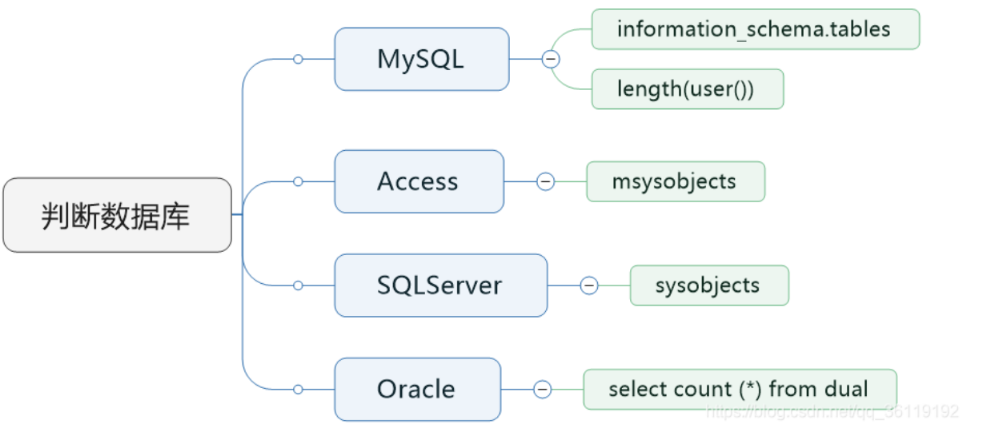 判断数据库
MySQL
information_schema.tables
length(user())
Access
msysobjects
SQLServer
sysobjects
Oracle
select count (*) from dual
https://blog.csdn.net/qq_36119192